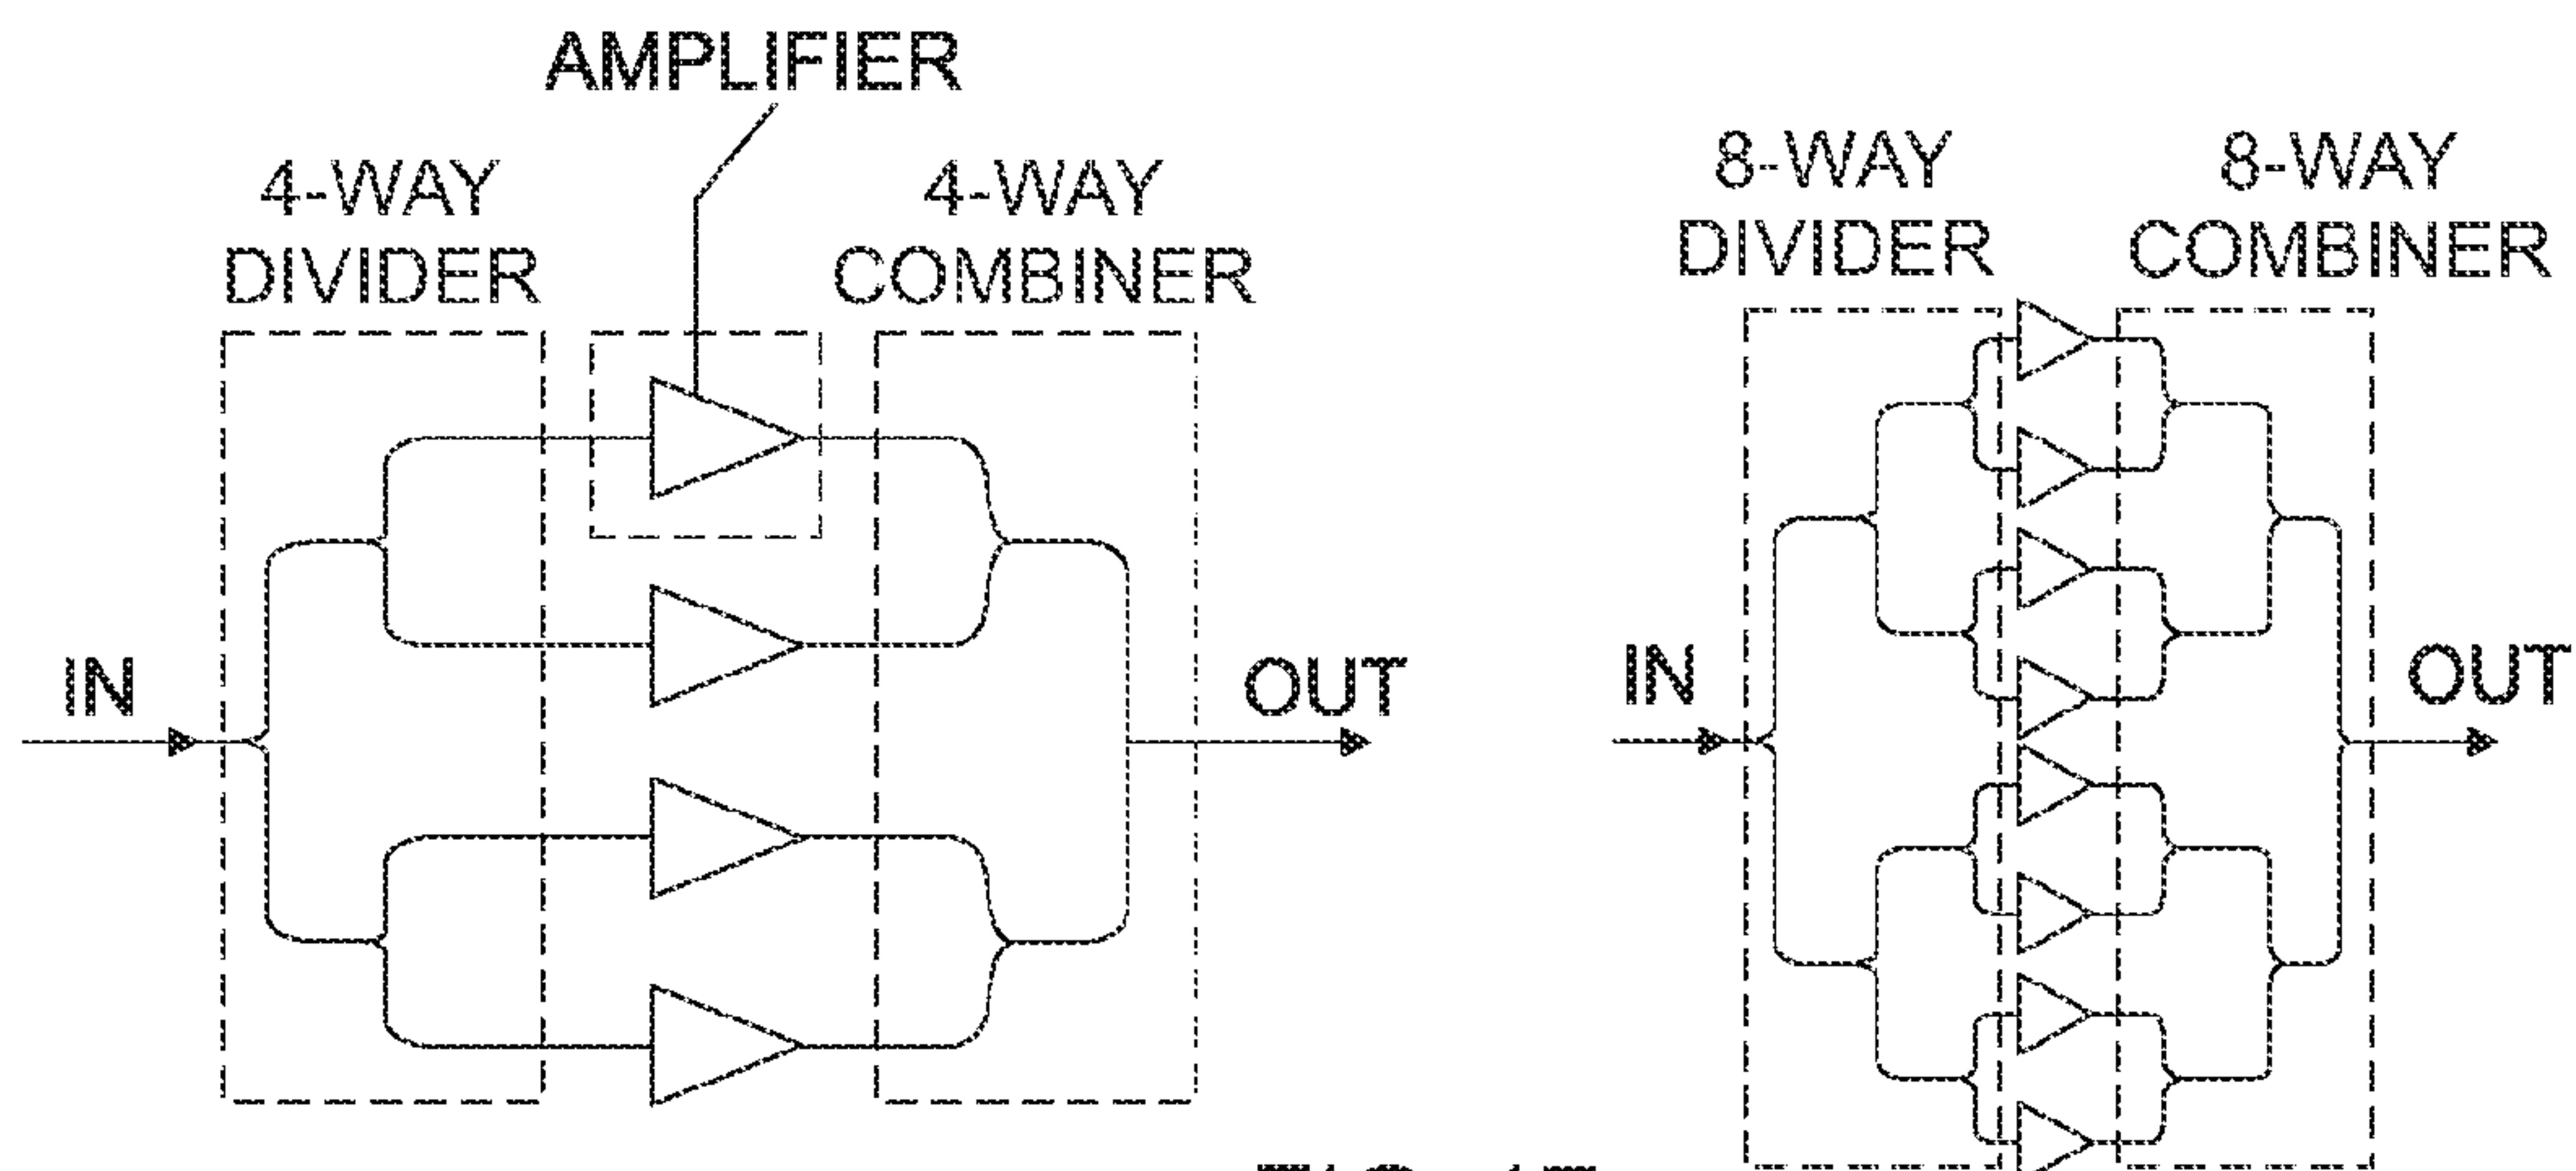 AMPLIFIER
4-WAY
DIVIDER
4-WAY
COMBINER
IN
OUT
8-WAY
DIVIDER
8-WAY
COMBINER
IN
OUT